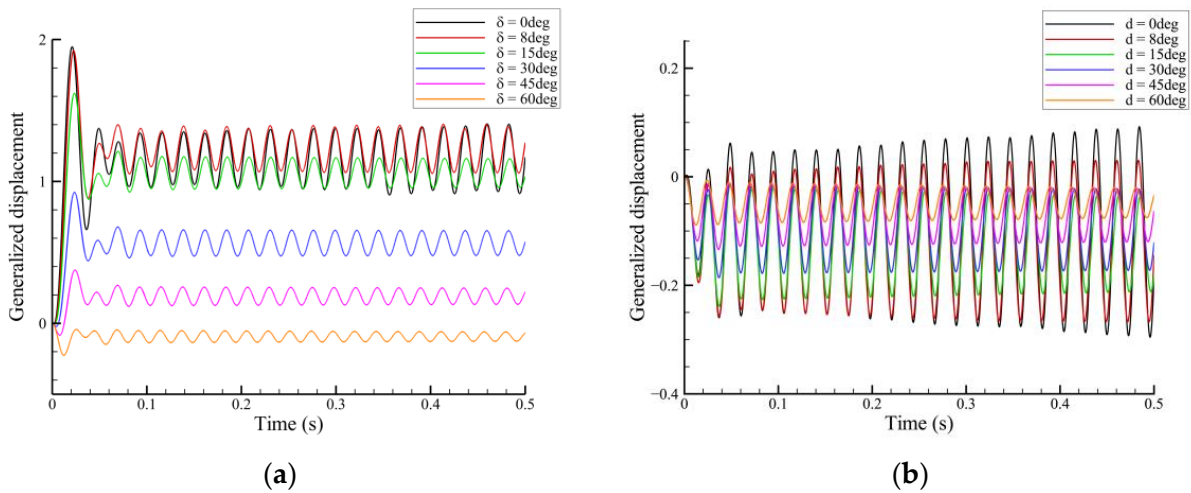 δ = 0deg
δ = 8deg
δ = 15deg
δ = 30deg
δ = 45deg
δ = 60deg
2
1
0
Generalized displacement
0
0.1
0.2
0.3
0.4
0.5
Time (s)
(a)
d = 0deg
d = 8deg
d = 15deg
d = 30deg
d = 45deg
d = 60deg
0.2
0
−0.2
−0.4
Generalized displacement
0
0.1
0.2
0.3
0.4
0.5
Time (s)
(b)